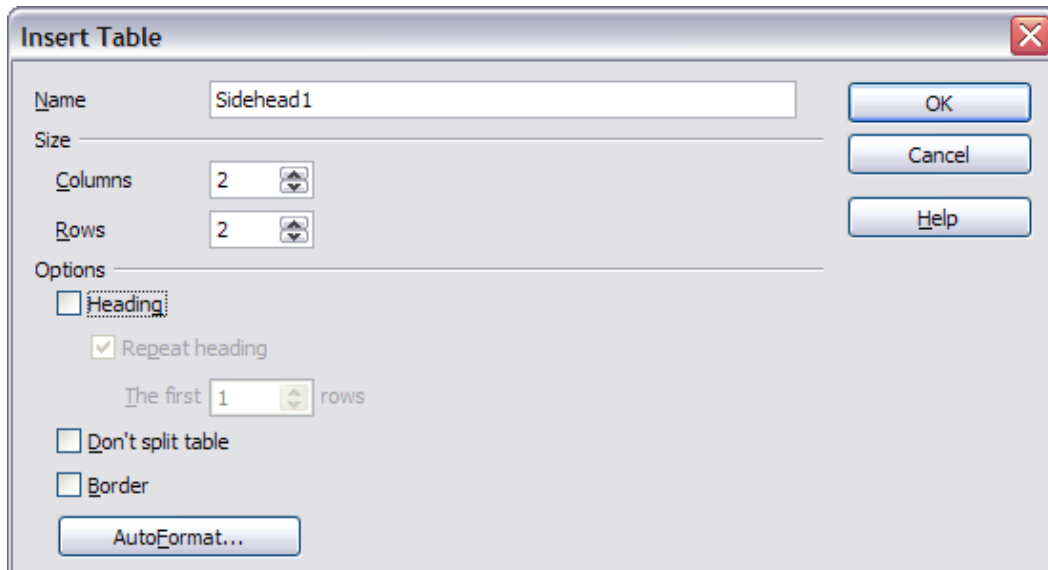 Insert Table
Name Sidehead1 OK
Size
Cancel
Columns 2
Rows 2 Help
Options
Heading
Repeat heading
The first 1 rows
Don't split table
Border
AutoFormat...